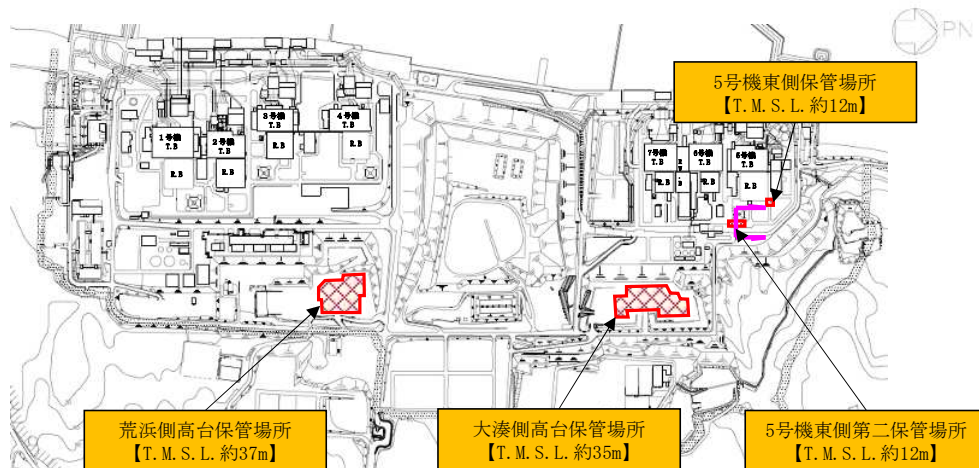 PN
5号機東側保管場所
【T.M.S.L.約12m】
1号機
T.B
R.B
2号機
T.B
R.B
3号機
T.B
R.B
4号機
T.B
R.B
7号機
T.B
R.B
6号機
T.B
R.B
5号機
T.B
R.B
荒浜側高台保管場所
【T.M.S.L.約37m】
大湊側高台保管場所
【T.M.S.L.約35m】
5号機東側第二保管場所
【T.M.S.L.約12m】